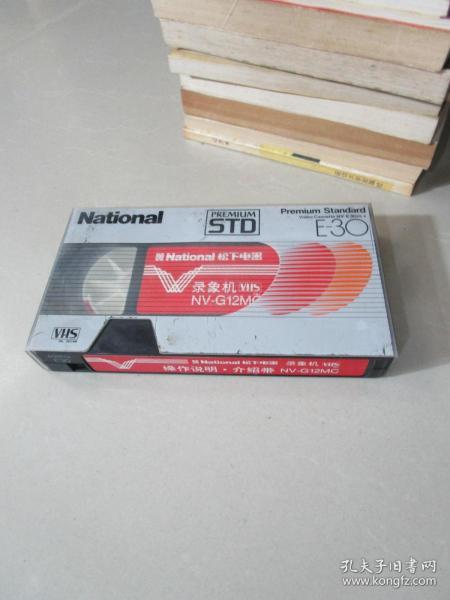 National
PREMIUM
STD
Premium Standard
E-30
National 松下电器
录象机 VHS
NV-G12MC
VHS
National 松下电器 录象机 VHS
操作说明·介绍带 NV-G12MC
孔夫子旧书网
www.kongfz.com